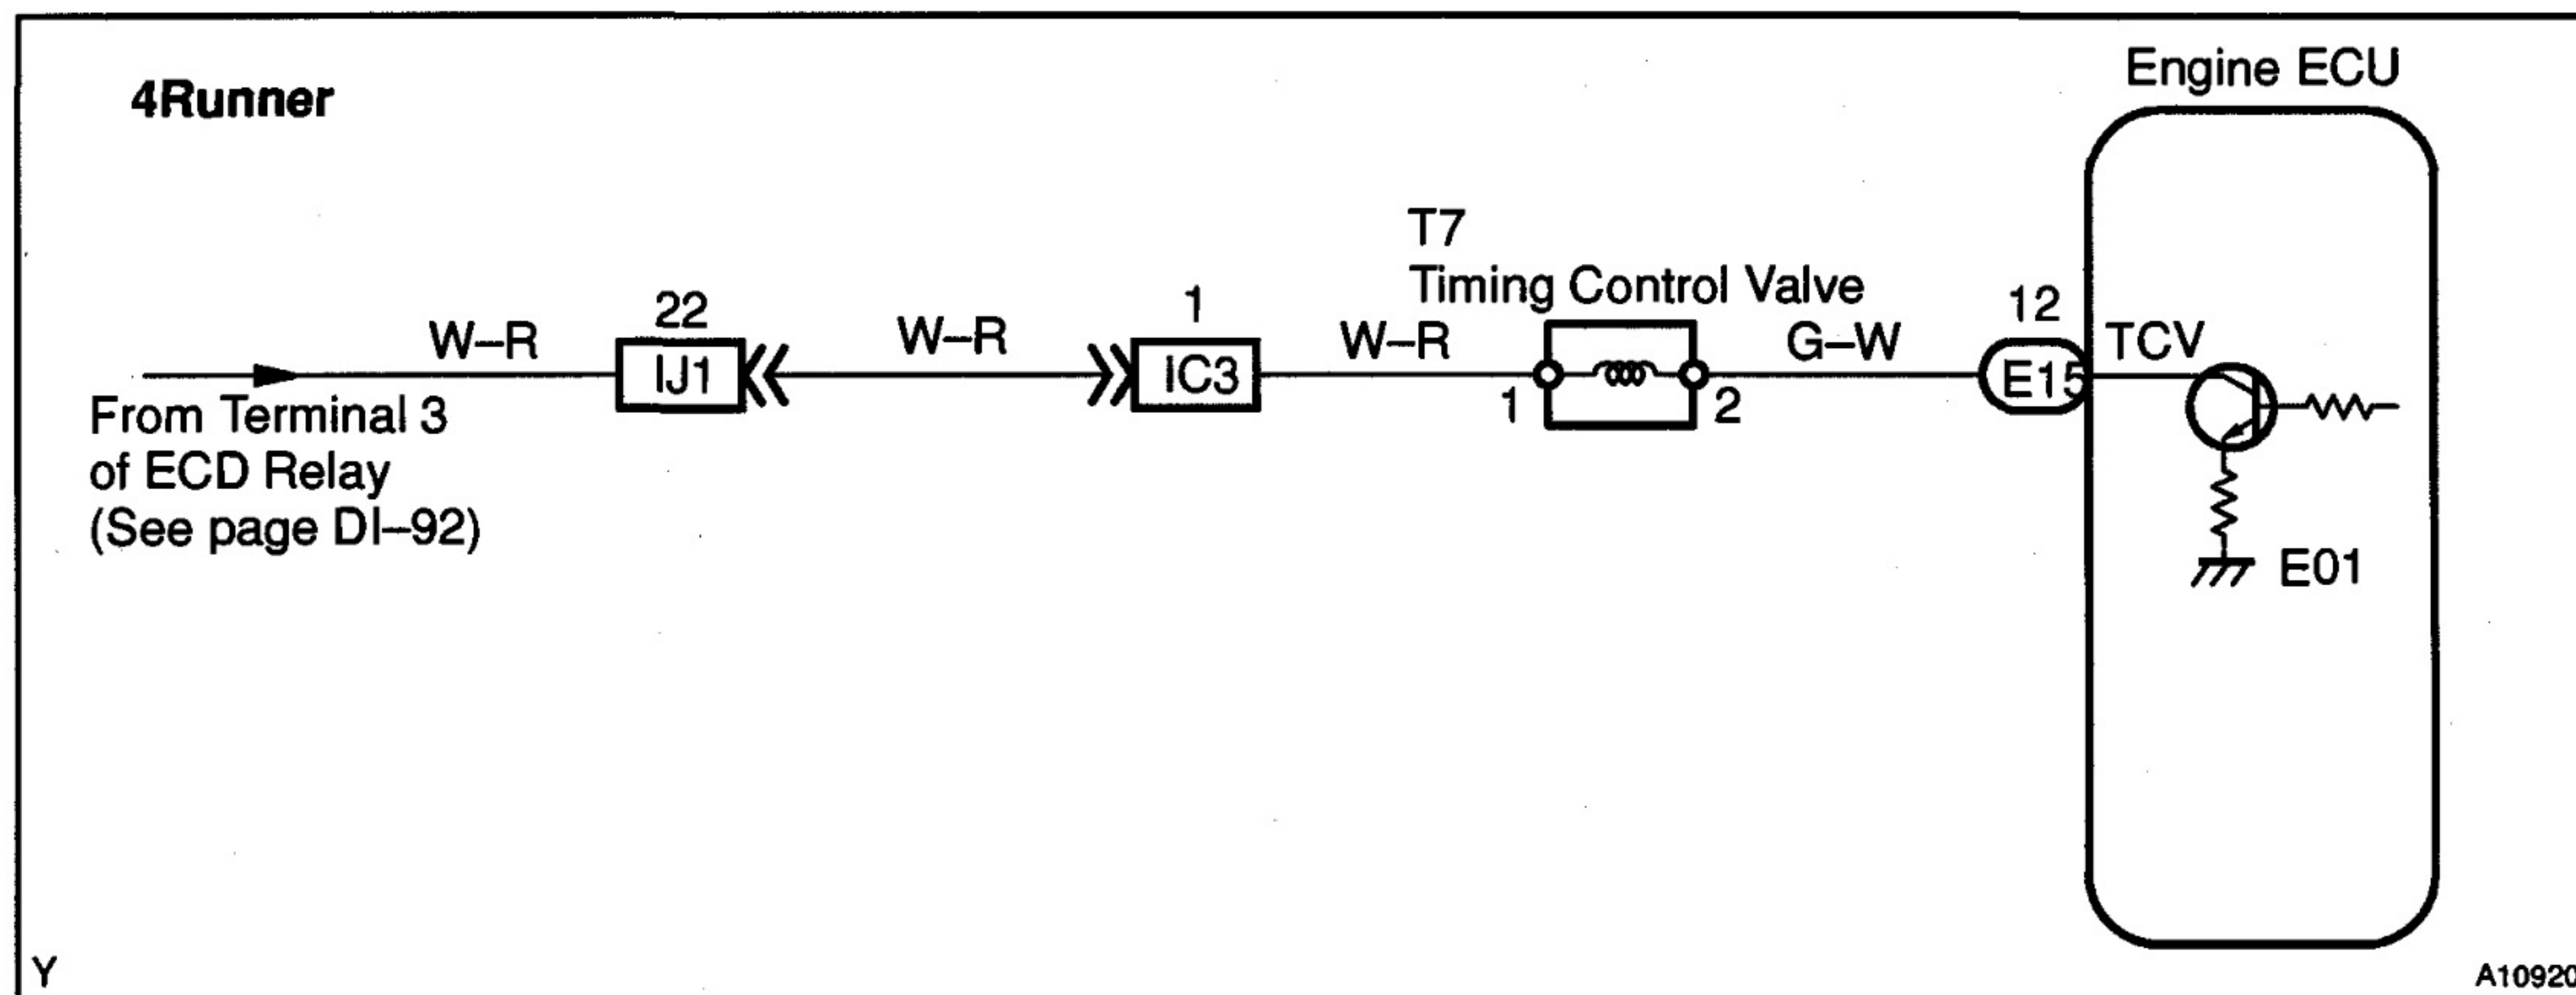 4Runner
Engine ECU
T7
Timing Control Valve
22
1
12
W–R
W–R
W–R
G–W
TCV
IJ1
IC3
E15
1
2
From Terminal 3
of ECD Relay
(See page DI–92)
E01
Y
A10920